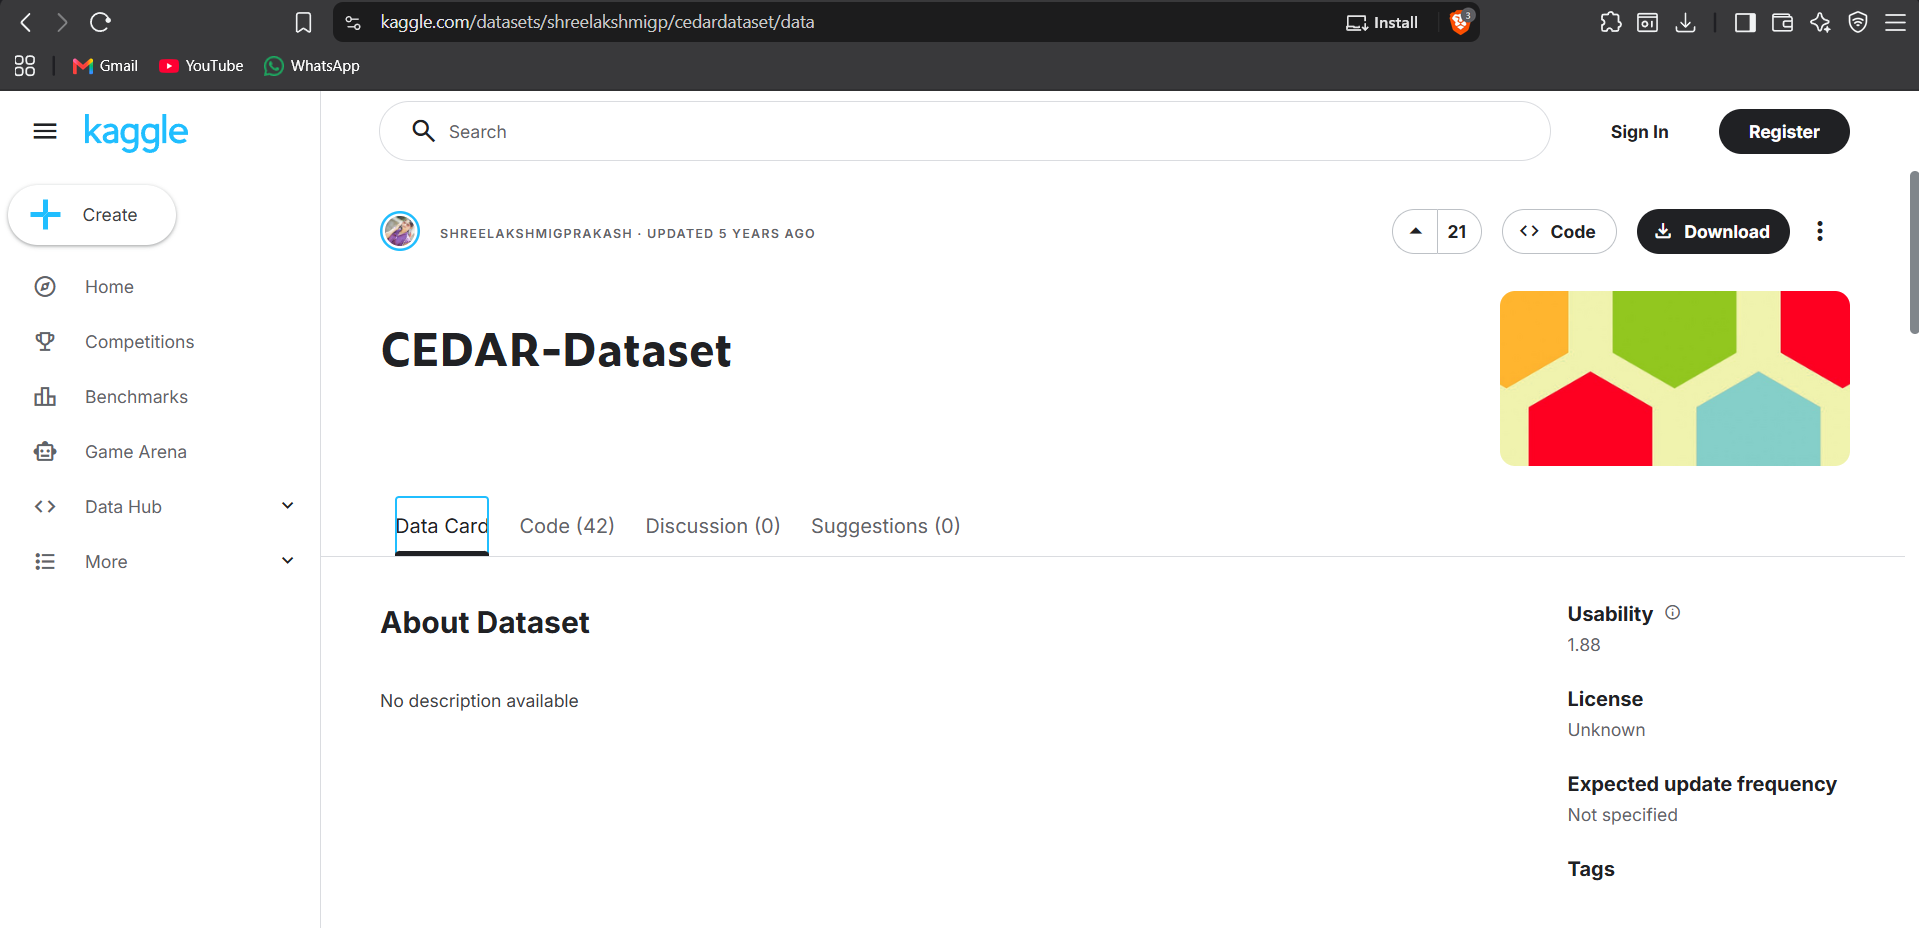 kaggle.com/datasets/shreelakshmigp/cedardataset/data
Install
3
Gmail
YouTube
WhatsApp
kaggle
Search
Sign In
Register
Create
Home
Competitions
Benchmarks
Game Arena
Data Hub
More
SHREELAKSHMIGPRAKASH · UPDATED 5 YEARS AGO
21
Code
Download
CEDAR-Dataset
Data Card
Code (42)
Discussion (0)
Suggestions (0)
About Dataset
No description available
Usability
1.88
License
Unknown
Expected update frequency
Not specified
Tags